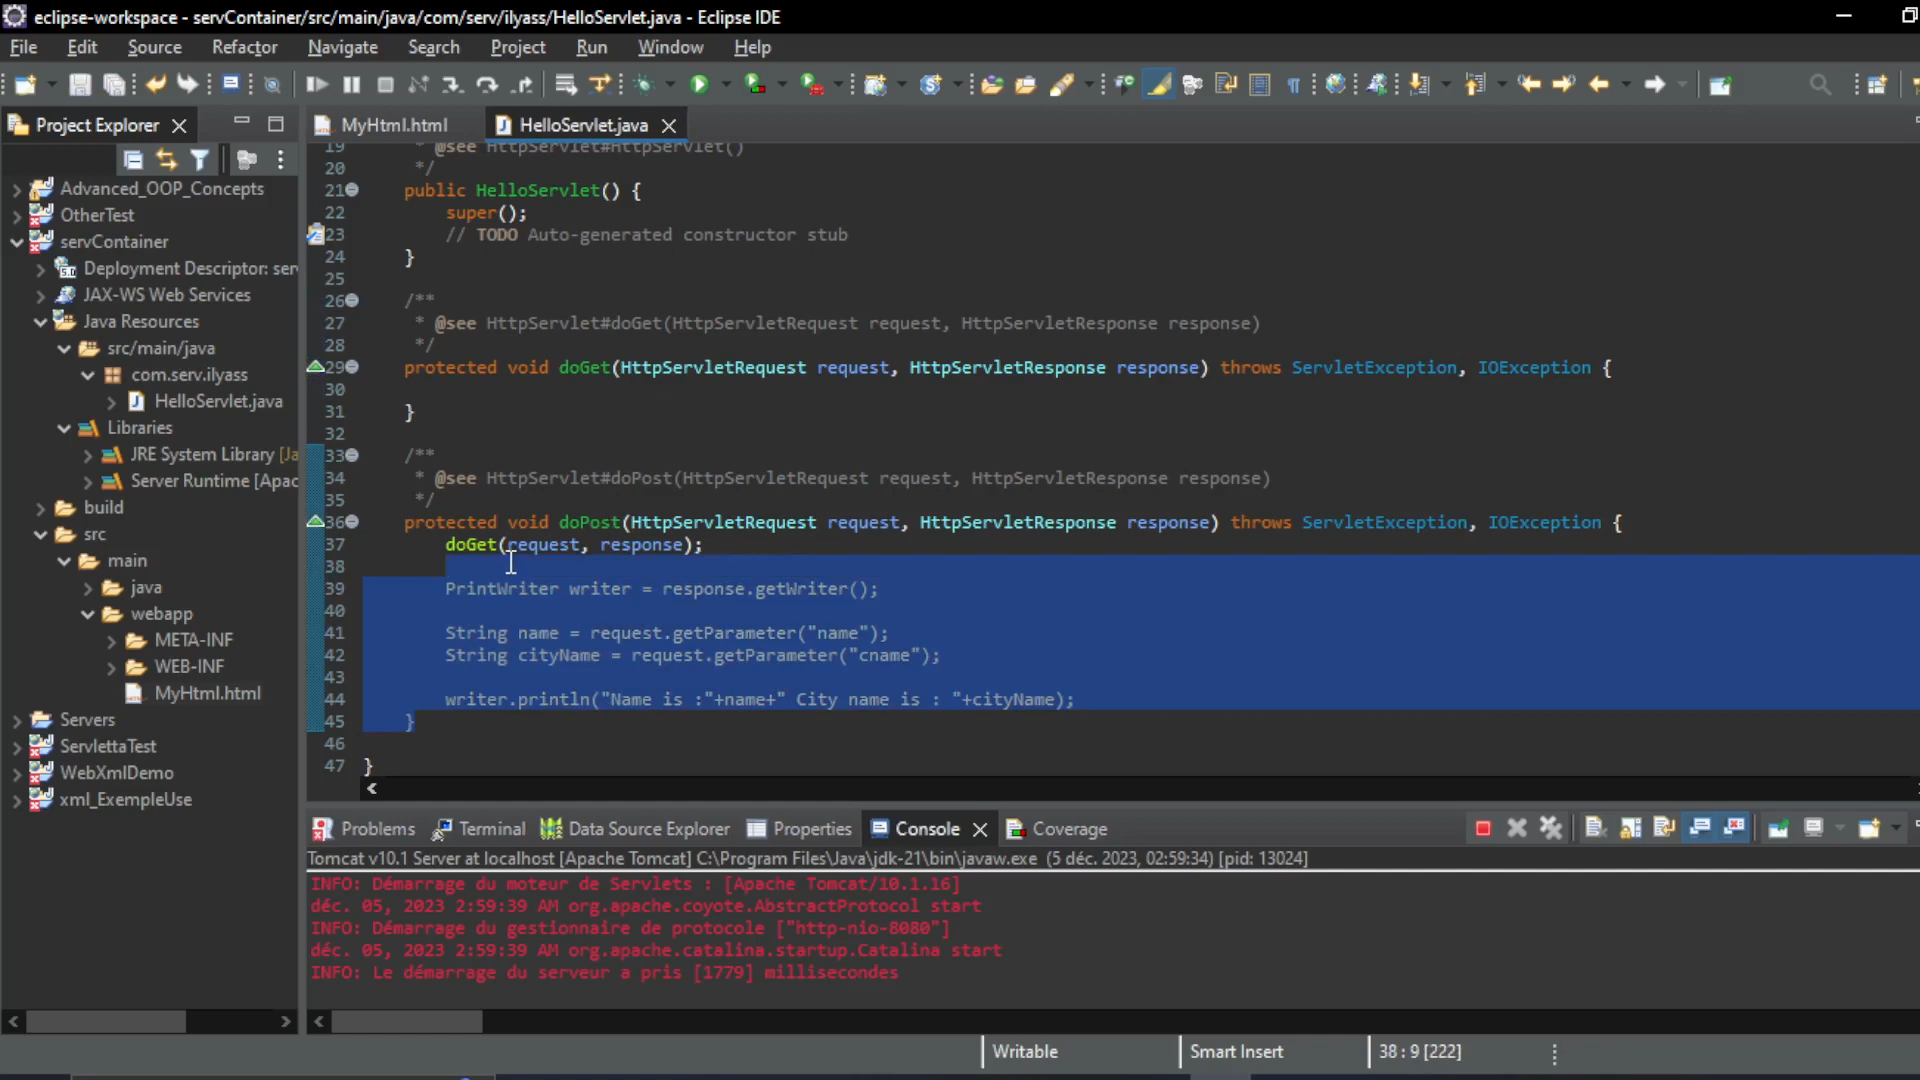 eclipse-workspace - servContainer/src/main/java/com/serv/ilyass/HelloServlet.java - Eclipse IDE
File Edit Source Refactor Navigate Search Project Run Window Help
Project Explorer
MyHtml.html
HelloServlet.java
Advanced_OOP_Concepts
OtherTest
servContainer
Deployment Descriptor: ser
JAX-WS Web Services
Java Resources
src/main/java
com.serv.ilyass
HelloServlet.java
Libraries
JRE System Library [Ja
Server Runtime [Apac
build
src
main
java
webapp
META-INF
WEB-INF
MyHtml.html
Servers
ServlettaTest
WebXmlDemo
xml_ExempleUse
19 * @see HttpServlet#HttpServlet()
20 */
21 public HelloServlet() {
22 super();
23 // TODO Auto-generated constructor stub
24 }
25
26 /**
27 * @see HttpServlet#doGet(HttpServletRequest request, HttpServletResponse response)
28 */
29 protected void doGet(HttpServletRequest request, HttpServletResponse response) throws ServletException, IOException {
30
31 }
32
33 /**
34 * @see HttpServlet#doPost(HttpServletRequest request, HttpServletResponse response)
35 */
36 protected void doPost(HttpServletRequest request, HttpServletResponse response) throws ServletException, IOException {
37 doGet(request, response);
38
39 PrintWriter writer = response.getWriter();
40
41 String name = request.getParameter("name");
42 String cityName = request.getParameter("cname");
43
44 writer.println("Name is :"+name+" City name is : "+cityName);
45 }
46
47 }
Problems Terminal Data Source Explorer Properties Console Coverage
Tomcat v10.1 Server at localhost [Apache Tomcat] C:\Program Files\Java\jdk-21\bin\javaw.exe (5 déc. 2023, 02:59:34) [pid: 13024]
INFO: Démarrage du moteur de Servlets : [Apache Tomcat/10.1.16]
déc. 05, 2023 2:59:39 AM org.apache.coyote.AbstractProtocol start
INFO: Démarrage du gestionnaire de protocole ["http-nio-8080"]
déc. 05, 2023 2:59:39 AM org.apache.catalina.startup.Catalina start
INFO: Le démarrage du serveur a pris [1779] millisecondes
Writable Smart Insert 38 : 9 [222]